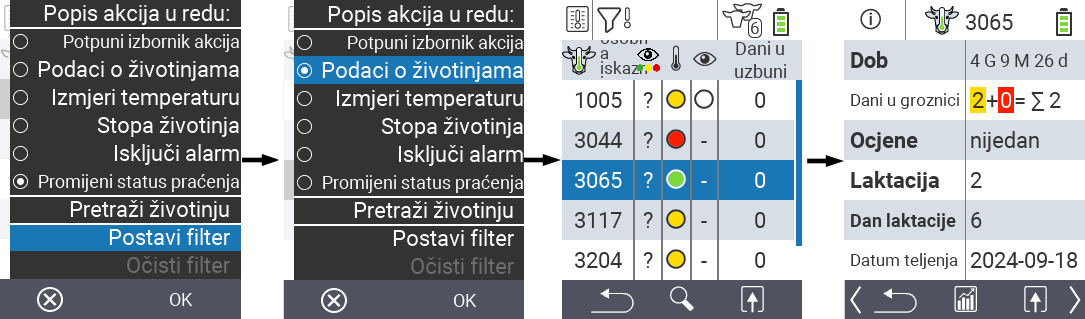 Popis akcija u redu:
Potpuni izbornik akcija
Podaci o životinjama
Izmjeri temperaturu
Stopa životinja
Isključi alarm
Promijeni status praćenja
Pretraži životinju
Postavi filter
Očisti filter
OK
Popis akcija u redu:
Potpuni izbornik akcija
Podaci o životinjama
Izmjeri temperaturu
Stopa životinja
Isključi alarm
Promijeni status praćenja
Pretraži životinju
Postavi filter
Očisti filter
OK
6
a
Dani u
uzbuni
1005 ? 0
3044 ? - 0
3065 ? - 0
3117 ? - 0
3204 ? - 0
3065
Dob 4 G 9 M 26 d
Dani u groznici 2+0= ∑ 2
Ocjene nijedan
Laktacija 2
Dan laktacije 6
Datum teljenja 2024-09-18